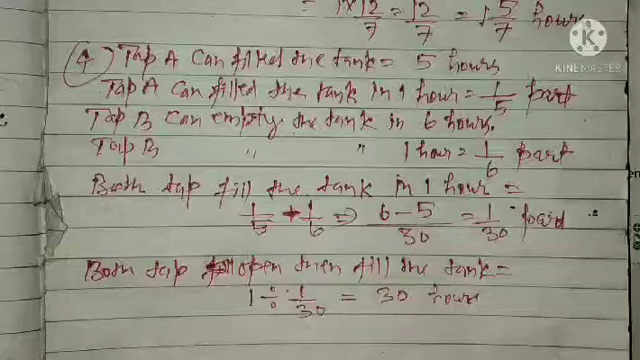 = 1×12/7 = 12/7 = 1 5/7 hours
4) Tap A can filled the tank = 5 hours
Tap A can filled the tank in 1 hour = 1/5 part
Tap B can empty the tank in 6 hours.
Tap B " " 1 hour = 1/6 part
Both tap fill the tank in 1 hour =
1/5 - 1/6 => 6-5/30 = 1/30 part
Both tap open then fill the tank =
1 ÷ 1/30 = 30 hours
KINEMASTER